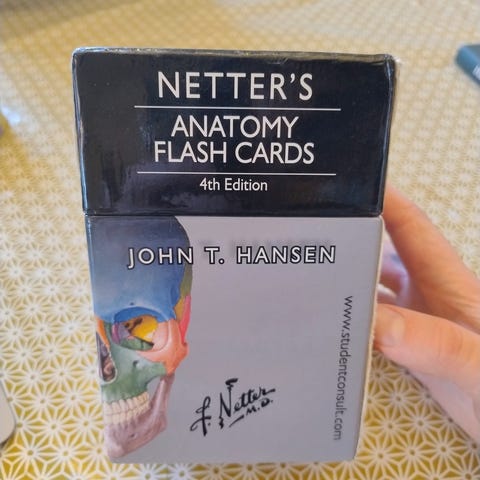 NETTER'S
ANATOMY
FLASH CARDS
4th Edition
JOHN T. HANSEN
www.studentconsult.com
F. Netter
M.D.